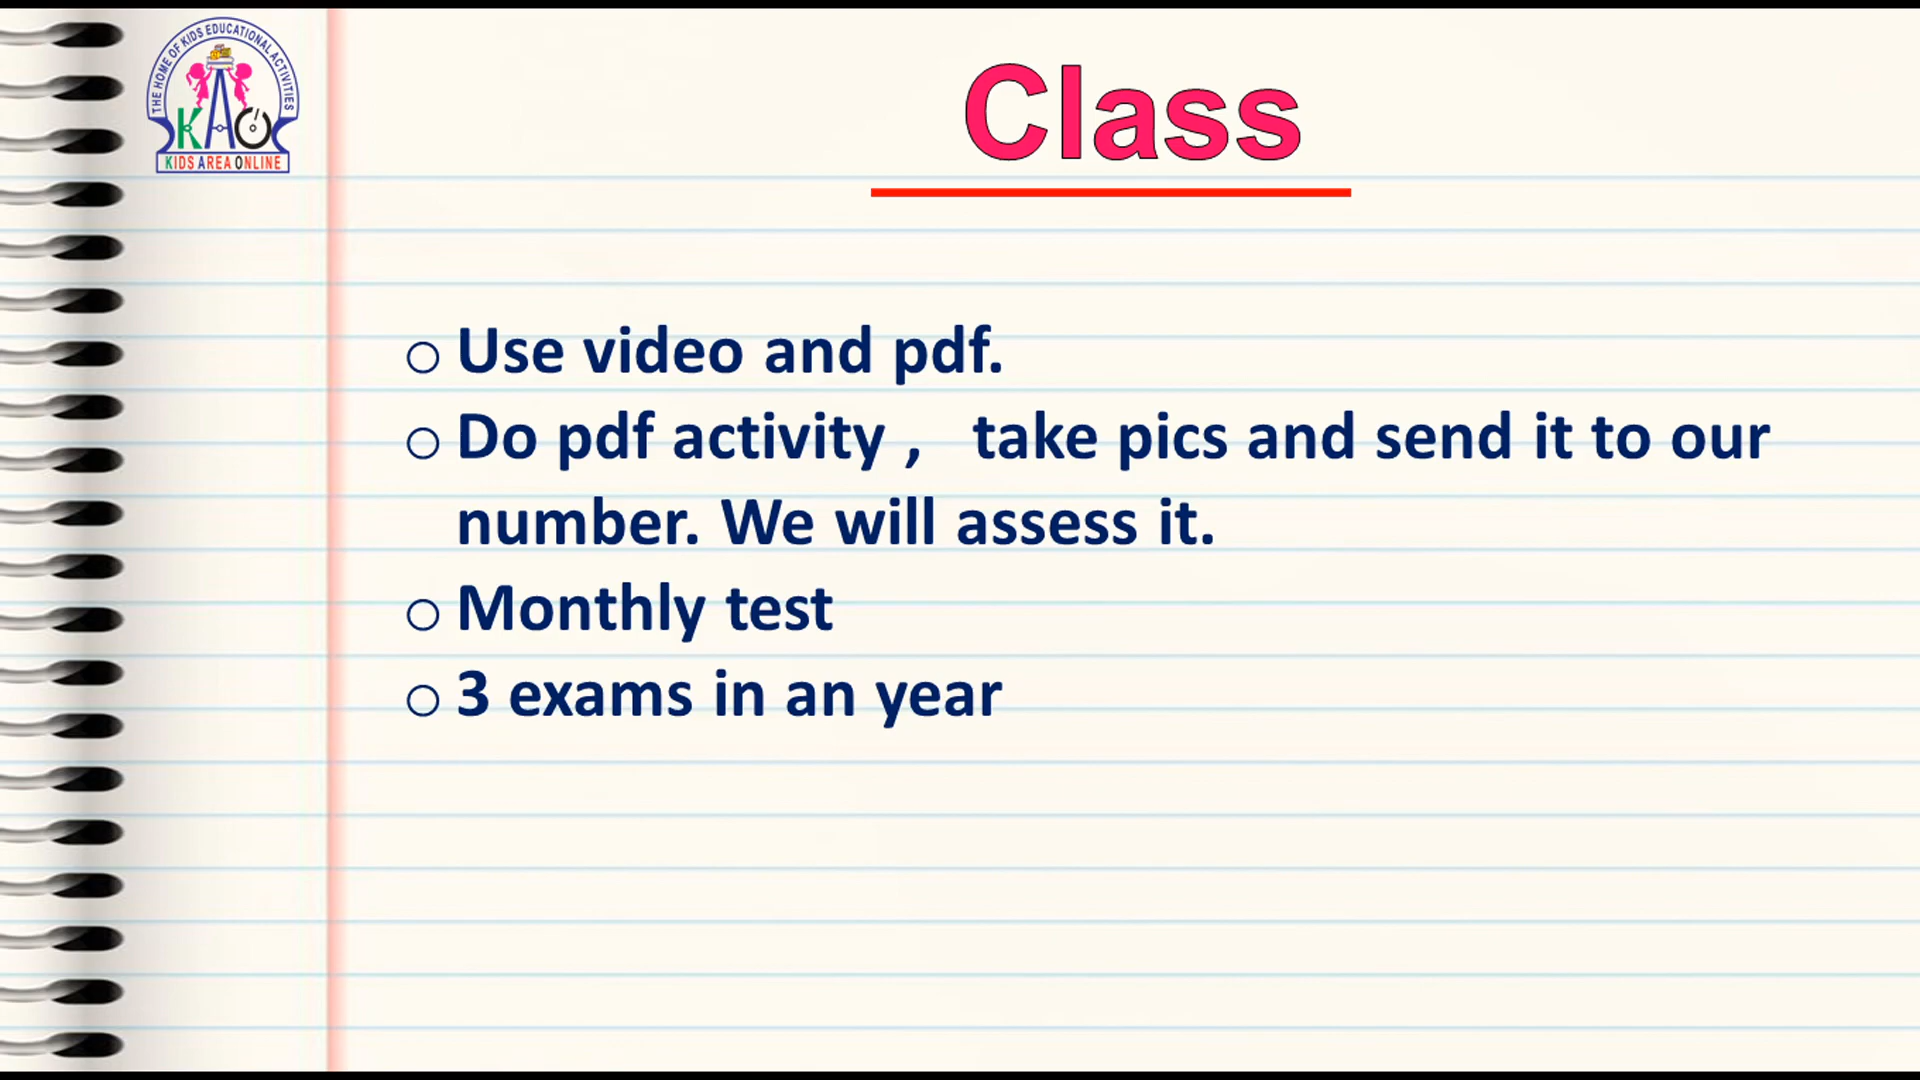 THE HOME OF KIDS EDUCATIONAL ACTIVITIES
KAO
KIDS AREA ONLINE
Class
o Use video and pdf.
o Do pdf activity ,   take pics and send it to our
number. We will assess it.
o Monthly test
o 3 exams in an year